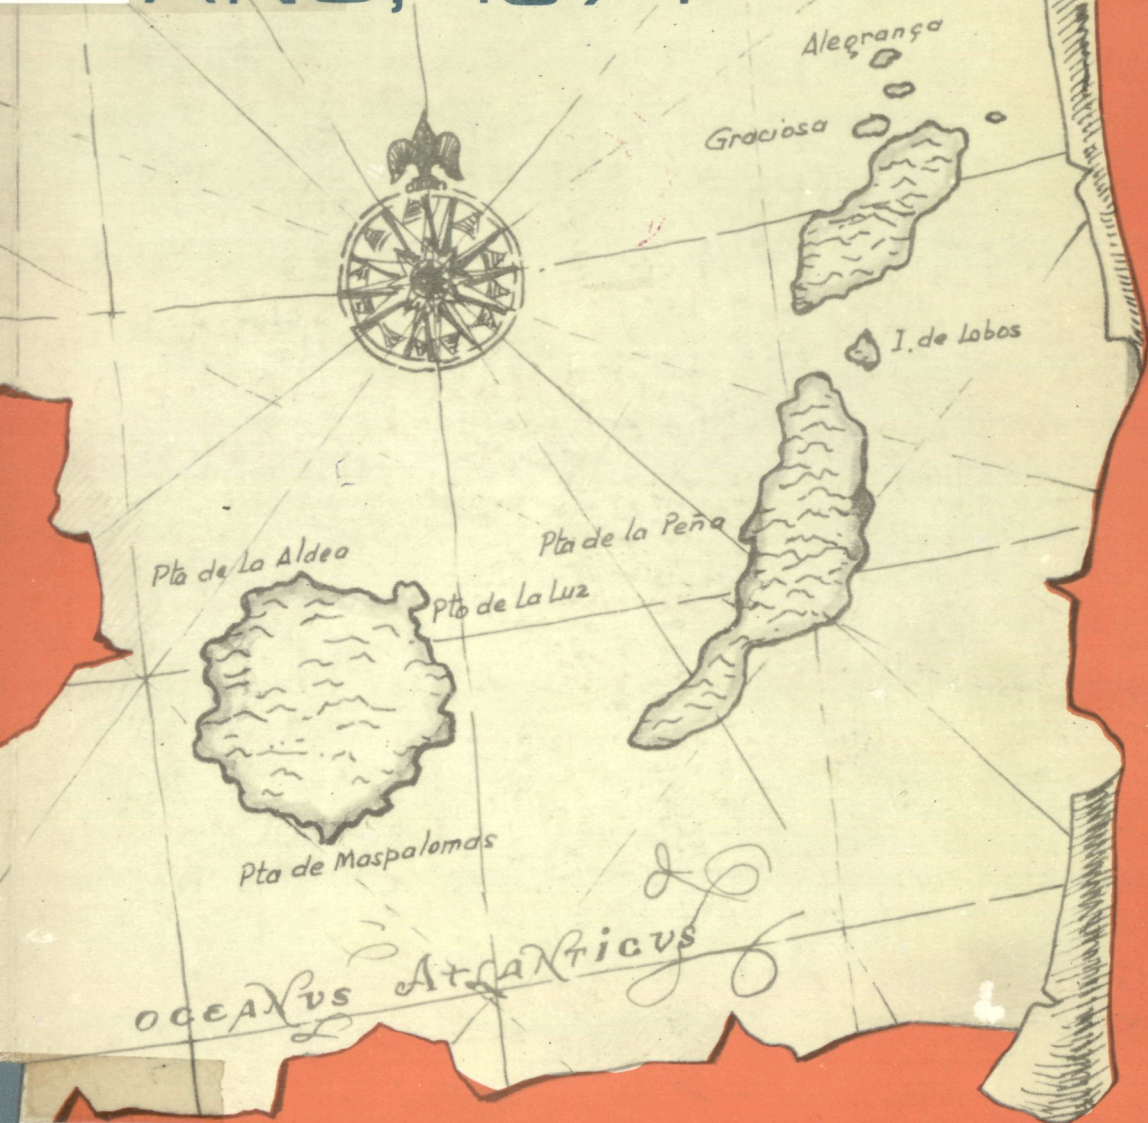 Alegrança
Graciosa
I. de Lobos
Pta de la Peña
Pta de La Aldea
Pto de La Luz
Pta de Maspalomas
OCEANVS ATLANTICVS